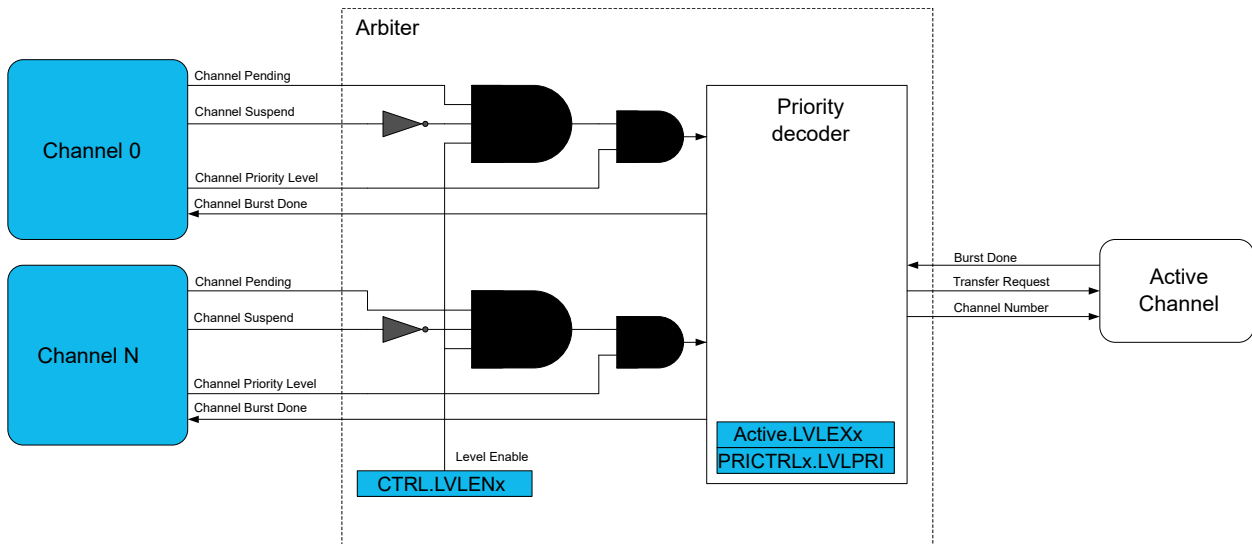 Arbiter
Channel Pending
Channel Suspend
Channel 0
Channel Priority Level
Channel Burst Done
Priority
decoder
Burst Done
Transfer Request
Channel Number
Active
Channel
Channel Pending
Channel Suspend
Channel N
Channel Priority Level
Channel Burst Done
Active.LVLEXx
PRICTRLx.LVLPRI
Level Enable
CTRL.LVLENx